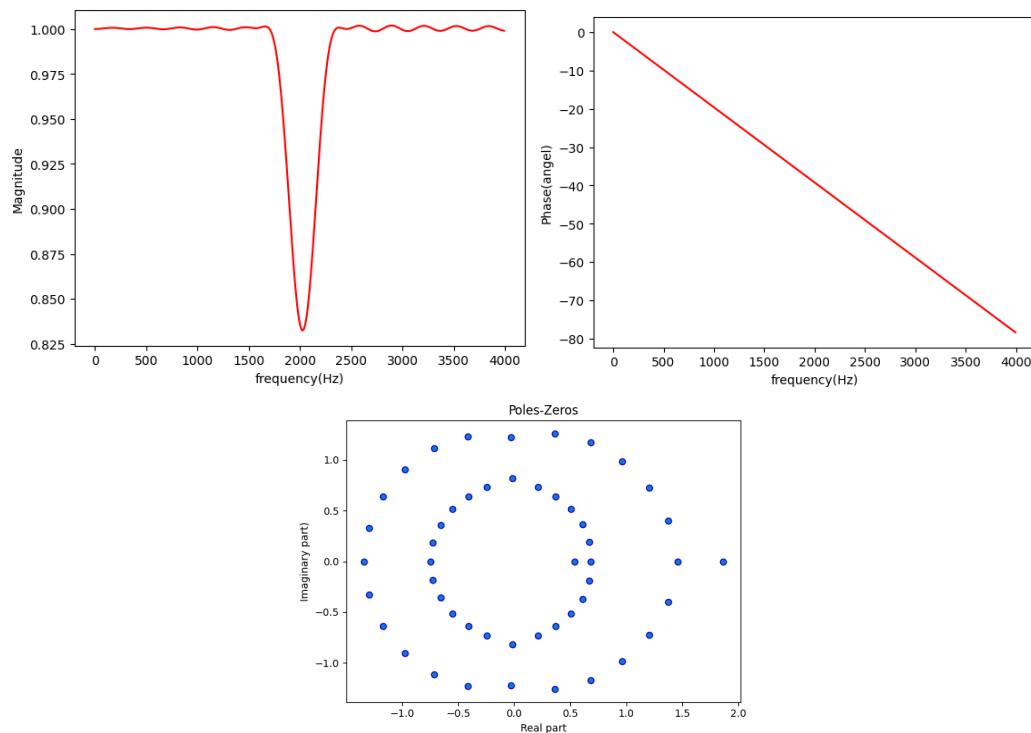 1.000
0.975
0.950
0.925
0.900
0.875
0.850
0.825
Magnitude
0 500 1000 1500 2000 2500 3000 3500 4000
frequency(Hz)
0
−10
−20
−30
−40
−50
−60
−70
−80
Phase(angel)
0 500 1000 1500 2000 2500 3000 3500 4000
frequency(Hz)
Poles-Zeros
1.0
0.5
0.0
−0.5
−1.0
Imaginary part)
−1.0 −0.5 0.0 0.5 1.0 1.5 2.0
Real part